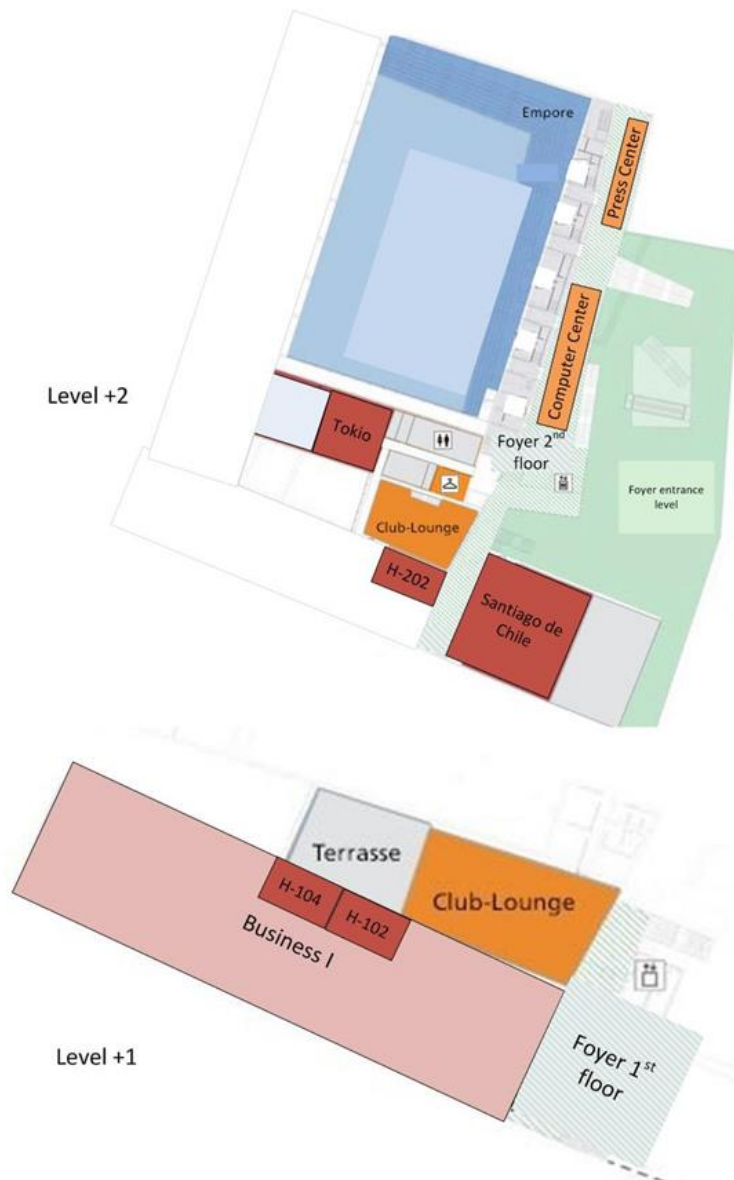 Empore
Press Center
Computer Center
Level +2
Tokio
Foyer 2nd
floor
Foyer entrance
level
Club-Lounge
H-202
Santiago de
Chile
Terrasse
Club-Lounge
H-104
H-102
Business I
Level +1
Foyer 1st
floor